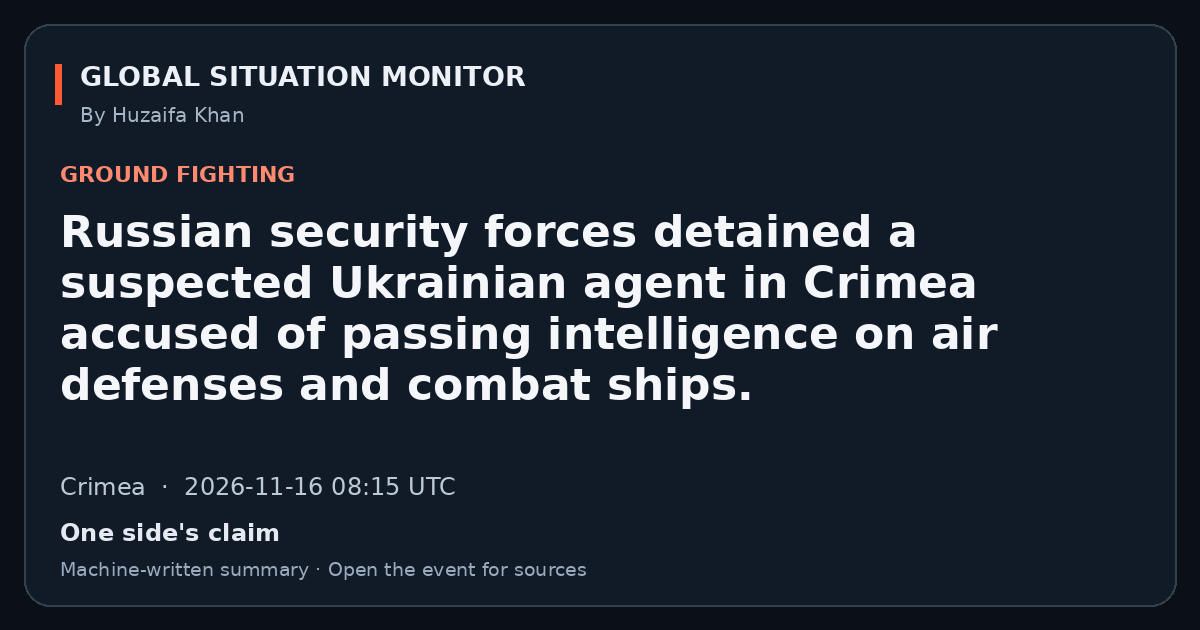 GLOBAL SITUATION MONITOR
By Huzaifa Khan
GROUND FIGHTING
Russian security forces detained a
suspected Ukrainian agent in Crimea
accused of passing intelligence on air
defenses and combat ships.
Crimea · 2026-11-16 08:15 UTC
One side's claim
Machine-written summary · Open the event for sources